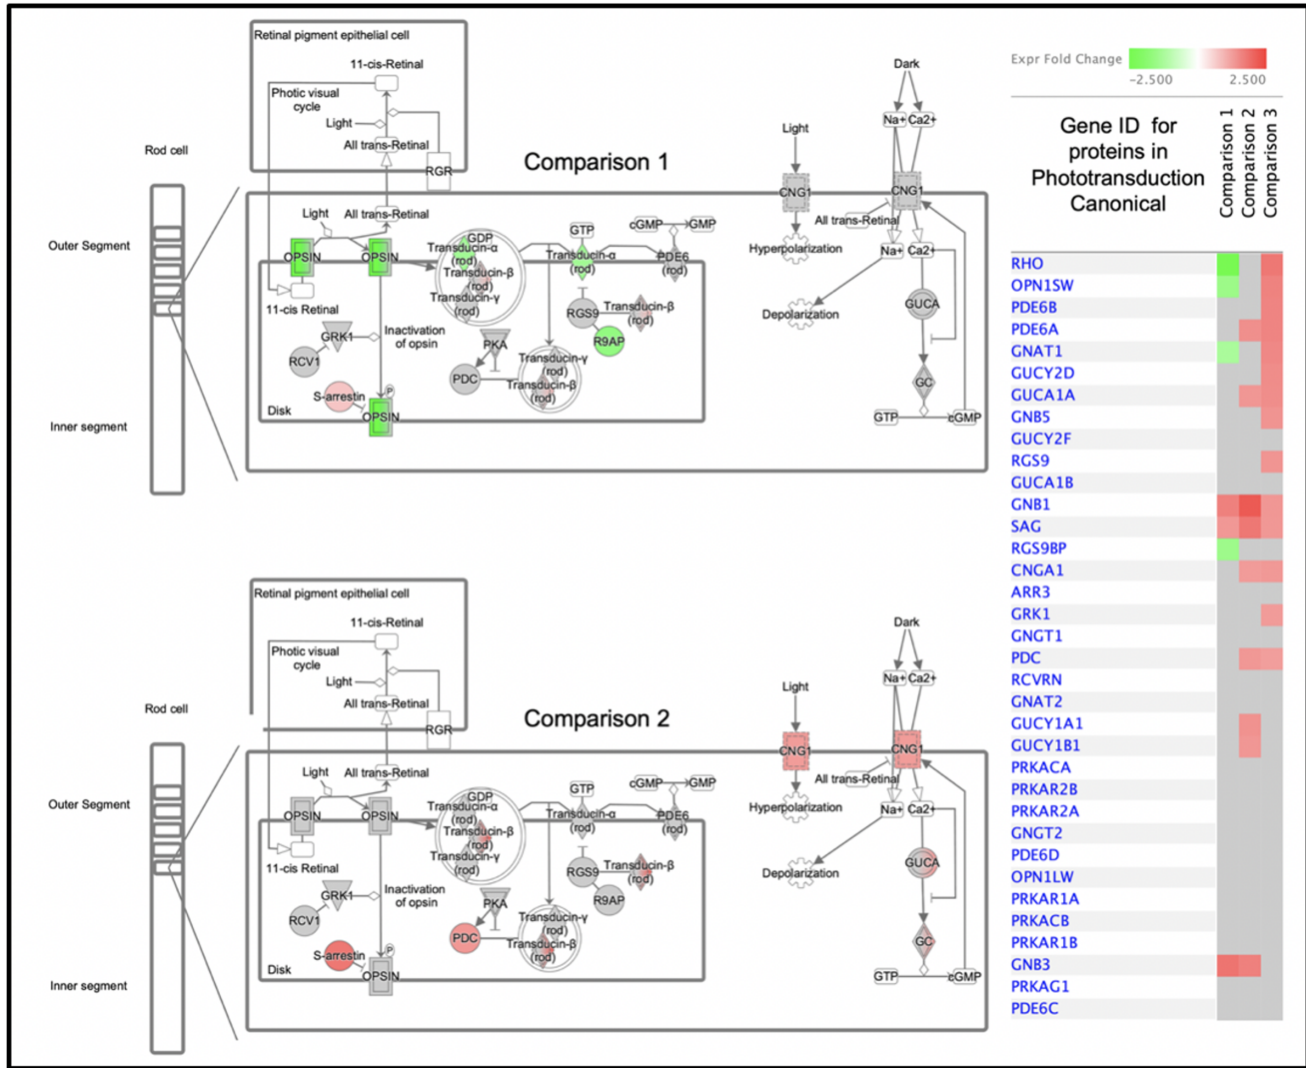 Retinal pigment epithelial cell
11-cis-Retinal
Photic visual
cycle
Light
All trans-Retinal
RGR
Rod cell
Outer Segment
Inner segment
Comparison 1
Light
All trans-Retinal
OPSIN
OPSIN
11-cis Retinal
GDP
Transducin-α
(rod)
Transducin-β
(rod)
Transducin-γ
(rod)
GTP
Transducin-α
(rod)
cGMP
GMP
PDE6
(rod)
RGS9
Transducin-β
(rod)
R9AP
GRK1
RCV1
Inactivation
of opsin
PKA
PDC
Transducin-γ
(rod)
Transducin-β
(rod)
S-arrestin
P
OPSIN
Disk
Light
CNG1
Hyperpolarization
Dark
Na+
Ca2+
CNG1
All trans-Retinal
Na+
Ca2+
Depolarization
GUCA
GC
GTP
cGMP
Retinal pigment epithelial cell
11-cis-Retinal
Photic visual
cycle
Light
All trans-Retinal
RGR
Rod cell
Outer Segment
Inner segment
Comparison 2
Light
All trans-Retinal
OPSIN
OPSIN
11-cis Retinal
GDP
Transducin-α
(rod)
Transducin-β
(rod)
Transducin-γ
(rod)
GTP
Transducin-α
(rod)
cGMP
GMP
PDE6
(rod)
RGS9
Transducin-β
(rod)
R9AP
GRK1
RCV1
Inactivation
of opsin
PKA
PDC
Transducin-γ
(rod)
Transducin-β
(rod)
S-arrestin
P
OPSIN
Disk
Light
CNG1
Hyperpolarization
Dark
Na+
Ca2+
CNG1
All trans-Retinal
Na+
Ca2+
Depolarization
GUCA
GC
GTP
cGMP
Expr Fold Change
-2.500
2.500
Gene ID for
proteins in
Phototransduction
Canonical
Comparison 1
Comparison 2
Comparison 3
RHO
OPN1SW
PDE6B
PDE6A
GNAT1
GUCY2D
GUCA1A
GNB5
GUCY2F
RGS9
GUCA1B
GNB1
SAG
RGS9BP
CNGA1
ARR3
GRK1
GNGT1
PDC
RCVRN
GNAT2
GUCY1A1
GUCY1B1
PRKACA
PRKAR2B
PRKAR2A
GNGT2
PDE6D
OPN1LW
PRKAR1A
PRKACB
PRKAR1B
GNB3
PRKAG1
PDE6C